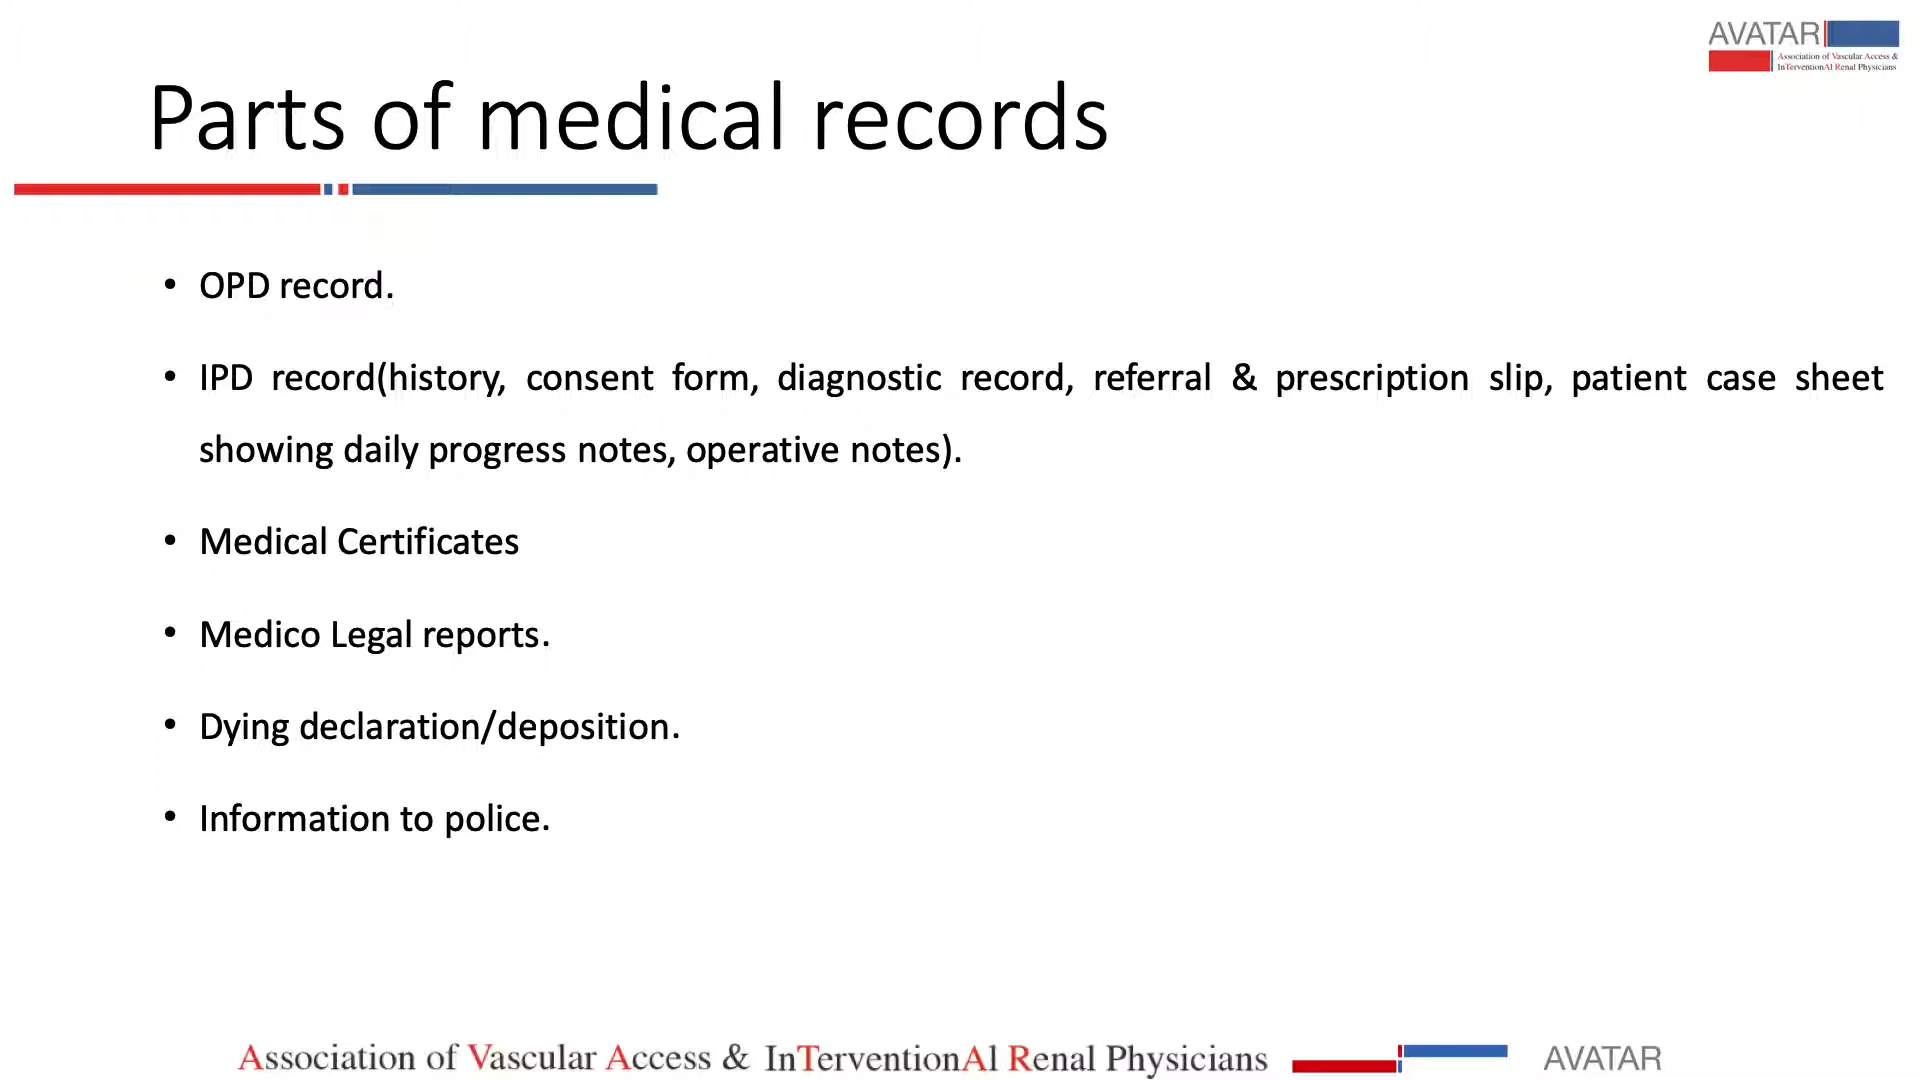 AVATAR
Association of Vascular Access &
InTerventionAl Renal Physicians
Parts of medical records
• OPD record.
• IPD record(history, consent form, diagnostic record, referral & prescription slip, patient case sheet
showing daily progress notes, operative notes).
• Medical Certificates
• Medico Legal reports.
• Dying declaration/deposition.
• Information to police.
Association of Vascular Access & InTerventionAl Renal Physicians AVATAR